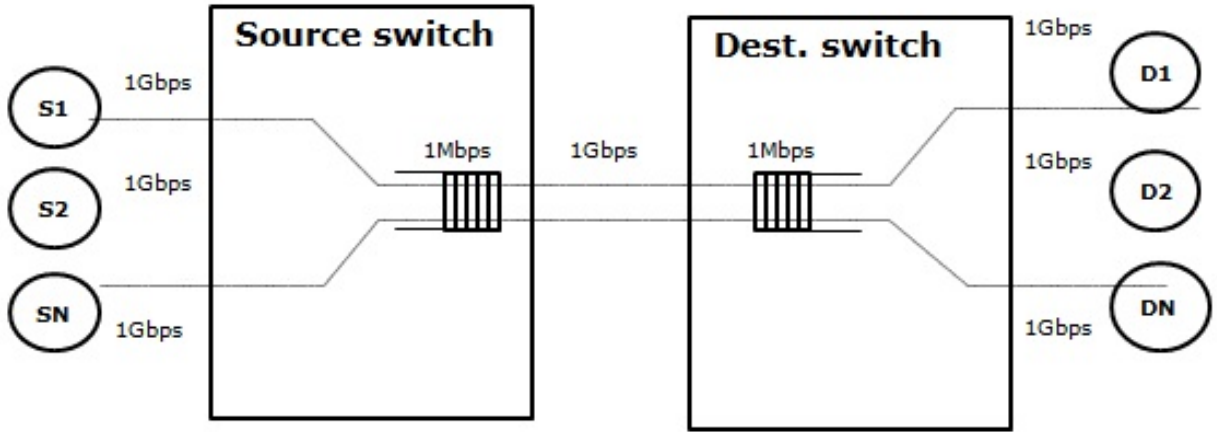 Source switch
Dest. switch
1Gbps
D1
1Gbps
S1
1Mbps
1Gbps
1Mbps
1Gbps
1Gbps
S2
D2
SN
DN
1Gbps
1Gbps